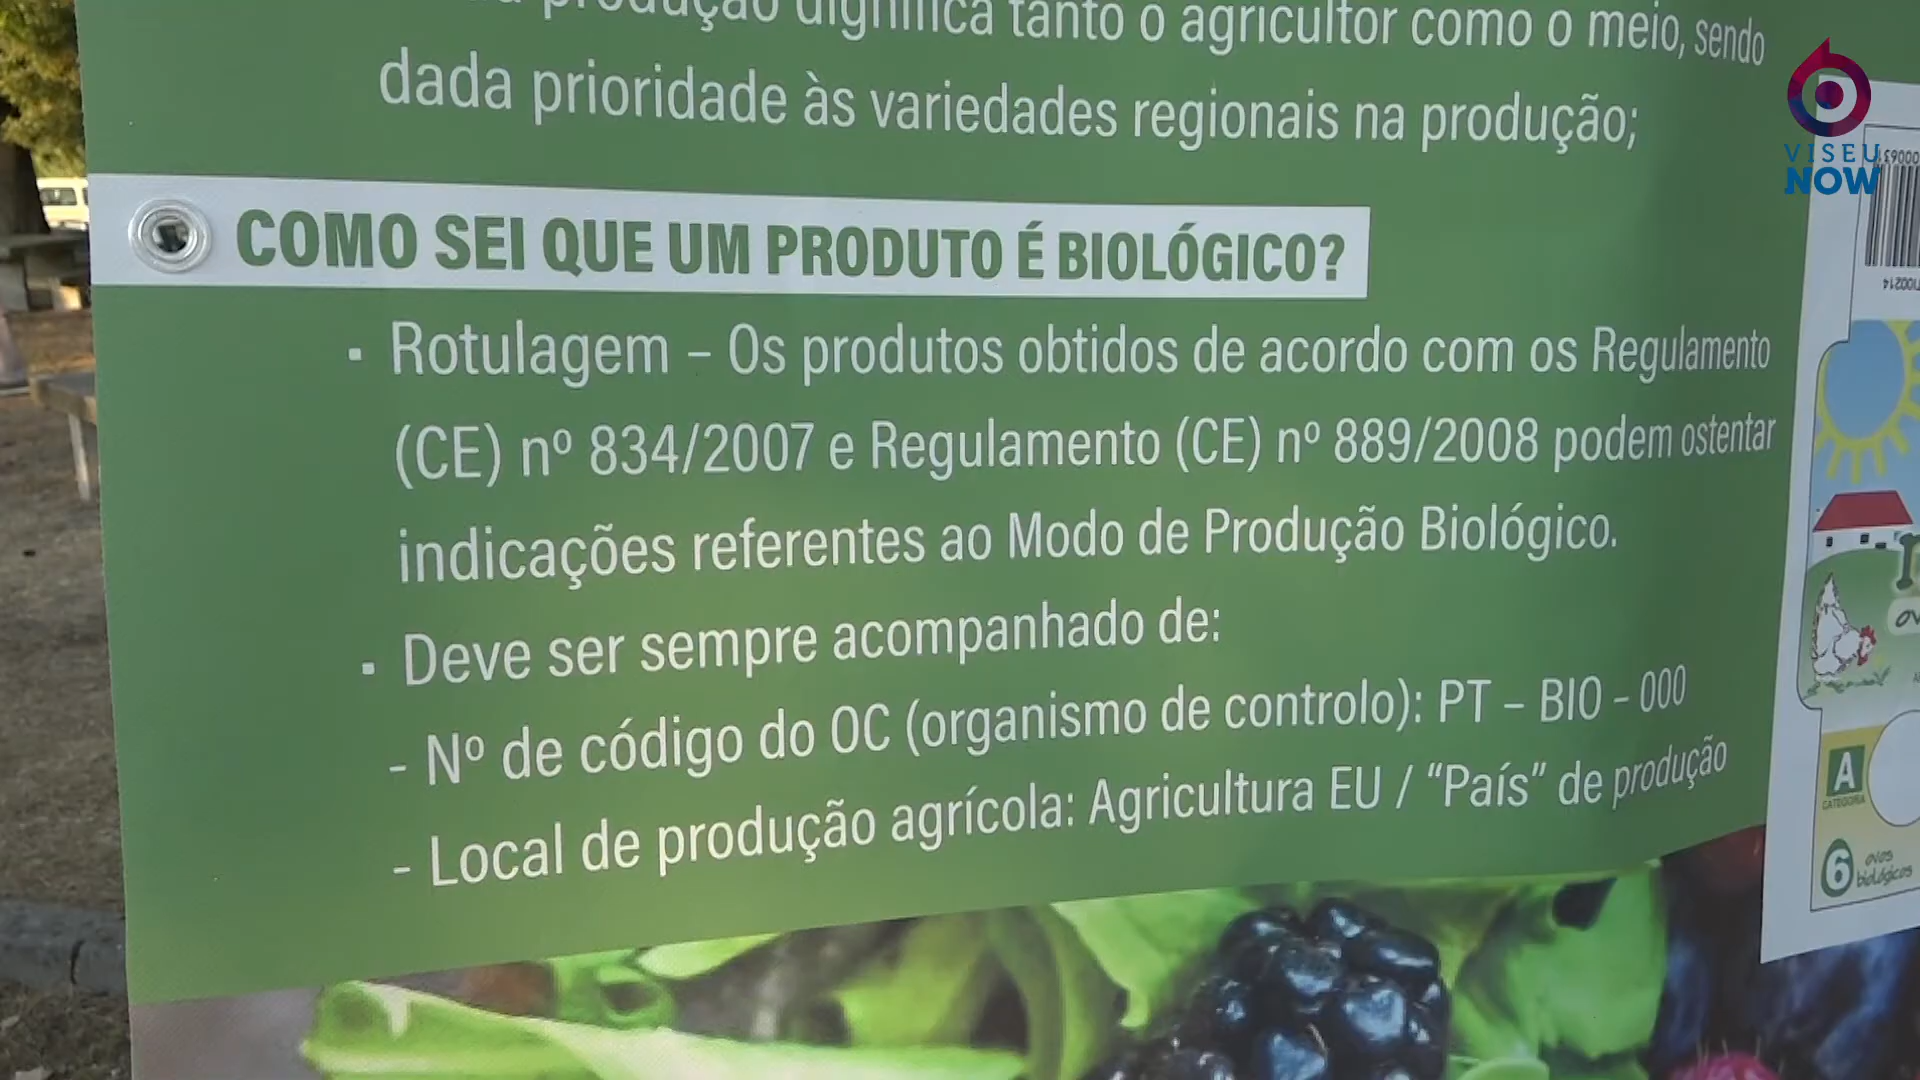 produção dignifica tanto o agricultor como o meio, sendo
dada prioridade às variedades regionais na produção;
COMO SEI QUE UM PRODUTO É BIOLÓGICO?
▪ Rotulagem – Os produtos obtidos de acordo com os Regulamento
(CE) nº 834/2007 e Regulamento (CE) nº 889/2008 podem ostentar
indicações referentes ao Modo de Produção Biológico.
▪ Deve ser sempre acompanhado de:
- Nº de código do OC (organismo de controlo): PT – BIO – 000
- Local de produção agrícola: Agricultura EU / “País” de produção
VISEU
NOW
A
CATEGORIA
6 ovos
biológicos